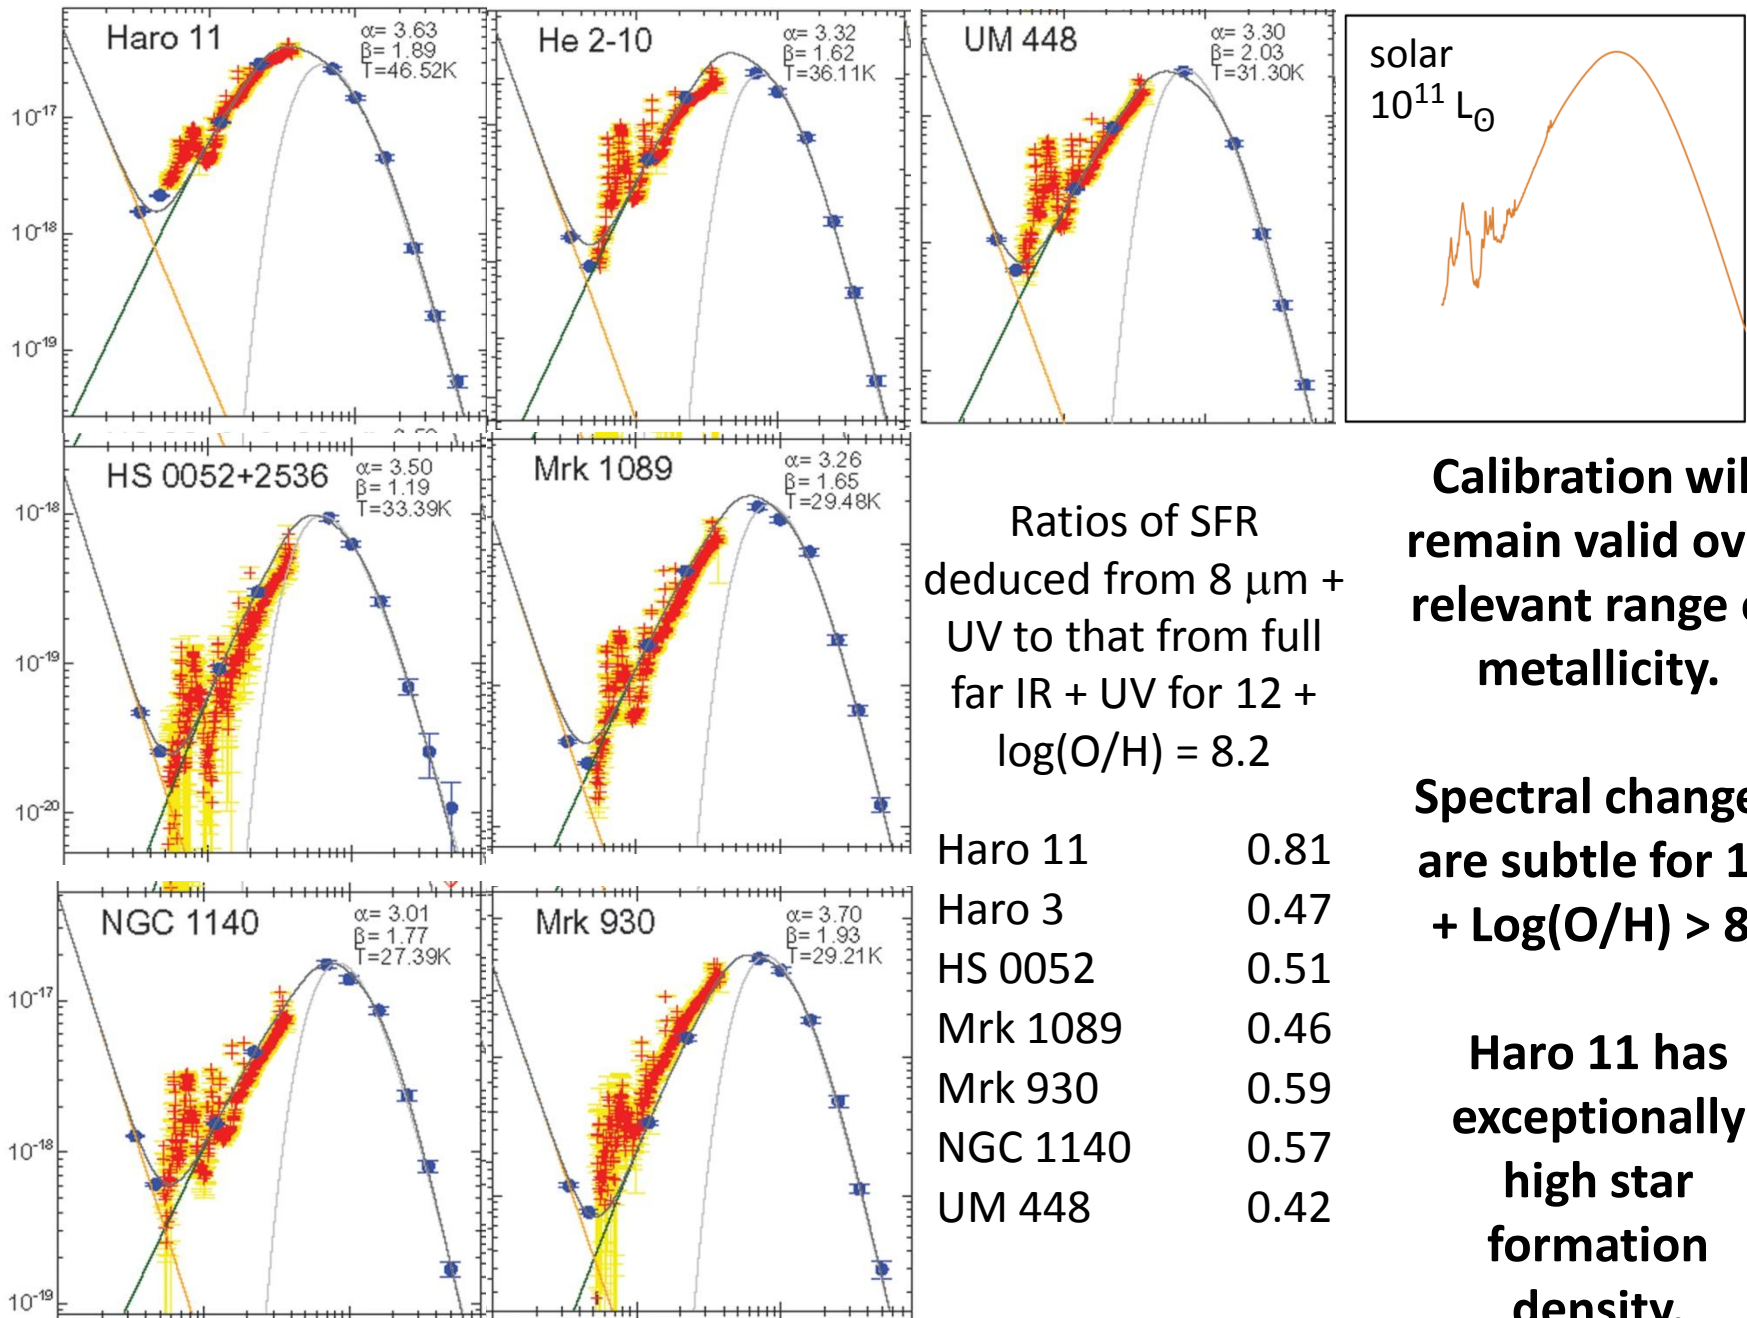 Haro 11
α= 3.63
β= 1.89
T=46.52K
10-17
10-18
10-19
He 2-10
α= 3.32
β= 1.62
T=36.11K
UM 448
α= 3.30
β= 2.03
T=31.30K
solar
10^11 L⊙
HS 0052+2536
α= 3.50
β= 1.19
T=33.39K
10-18
10-19
10-20
Mrk 1089
α= 3.26
β= 1.65
T=29.48K
NGC 1140
α= 3.01
β= 1.77
T=27.39K
10-17
10-18
10-19
Mrk 930
α= 3.70
β= 1.93
T=29.21K
Ratios of SFR
deduced from 8 μm +
UV to that from full
far IR + UV for 12 +
log(O/H) = 8.2
Haro 11 0.81
Haro 3 0.47
HS 0052 0.51
Mrk 1089 0.46
Mrk 930 0.59
NGC 1140 0.57
UM 448 0.42
Calibration wil
remain valid ov
relevant range
metallicity.
Spectral change
are subtle for 1
+ Log(O/H) > 8
Haro 11 has
exceptionally
high star
formation
density.